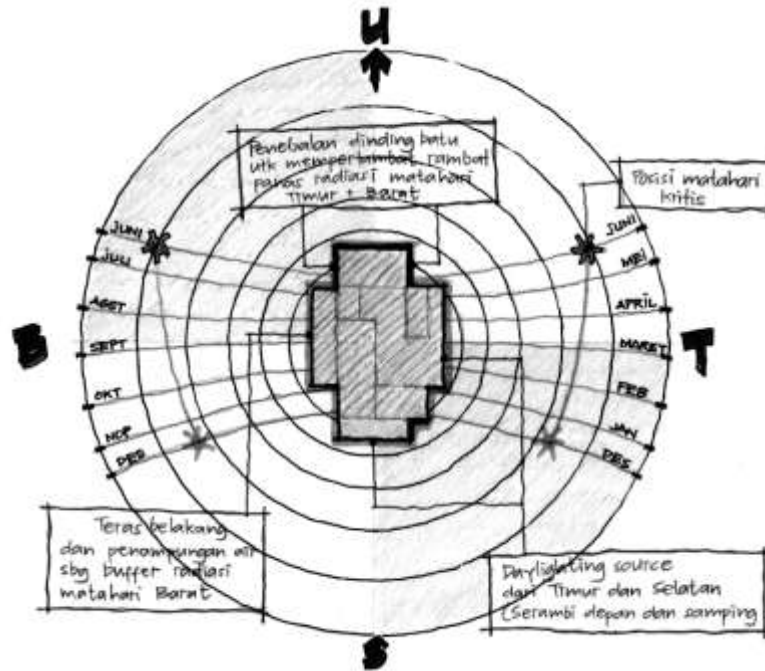 U
Penebalan dinding batu
utk memperlambat rambat
panas radiasi matahari
Timur + Barat
Posisi matahari
kritis
JUNI
JULI
AGST
SEPT
OKT
NOP
DES
JUNI
MEI
APRIL
MARET
FEB
JAN
DES
B
T
Teras belakang
dan penampungan air
sbg buffer radiasi
matahari Barat
Daylighting source
dari Timur dan Selatan
(Serambi depan dan samping
S